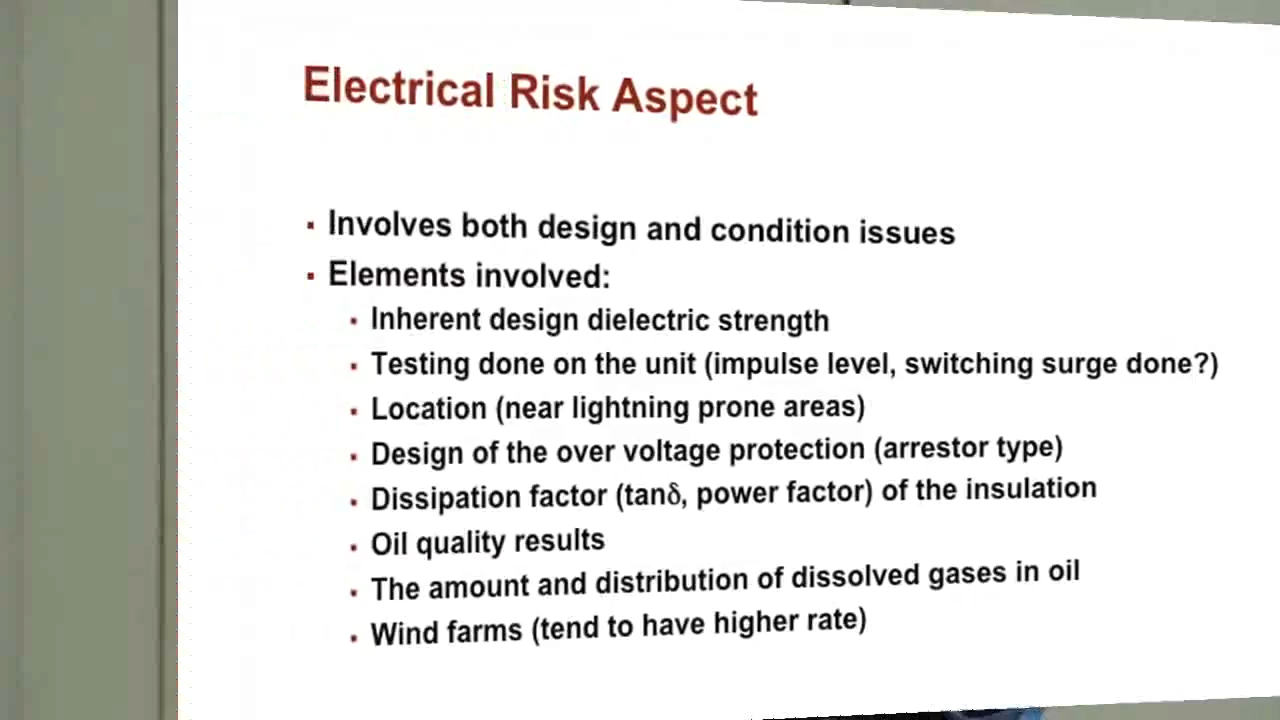 Electrical Risk Aspect
▪ Involves both design and condition issues
▪ Elements involved:
▪ Inherent design dielectric strength
▪ Testing done on the unit (impulse level, switching surge done?)
▪ Location (near lightning prone areas)
▪ Design of the over voltage protection (arrestor type)
▪ Dissipation factor (tanδ, power factor) of the insulation
▪ Oil quality results
▪ The amount and distribution of dissolved gases in oil
▪ Wind farms (tend to have higher rate)